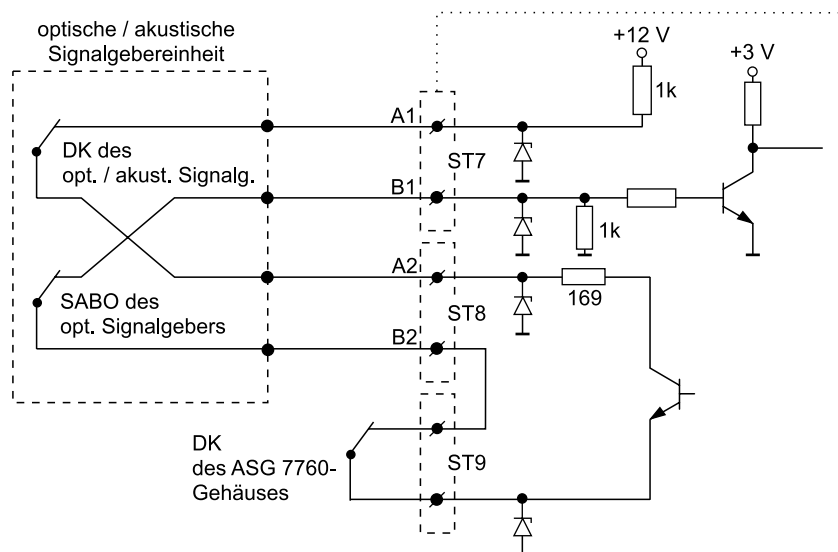 optische / akustische
Signalgebereinheit
+12 V
+3 V
1k
A1
DK des
opt. / akust. Signalg.
ST7
B1
1k
A2
SABO des
opt. Signalgebers
169
ST8
B2
DK
des ASG 7760-
Gehäuses
ST9